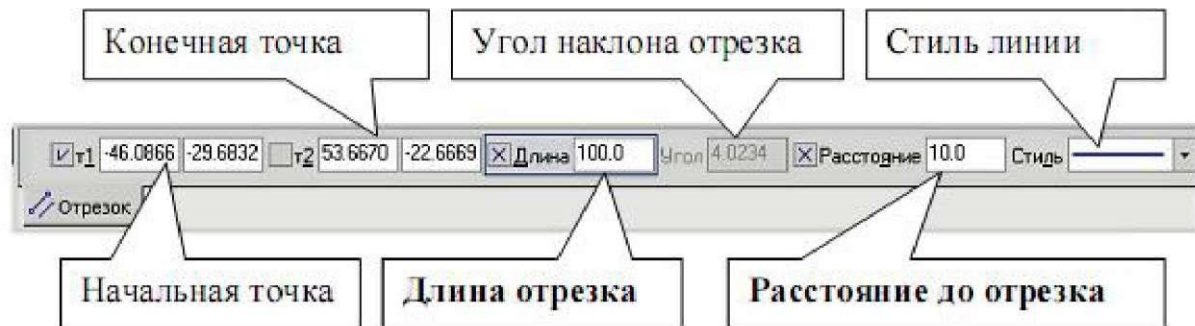 Конечная точка Угол наклона отрезка Стиль линии
т1 -46.0866 -29.6832 т2 53.6670 -22.6669 Длина 100.0 Угол 4.0234 Расстояние 10.0 Стиль
Отрезок
Начальная точка Длина отрезка Расстояние до отрезка